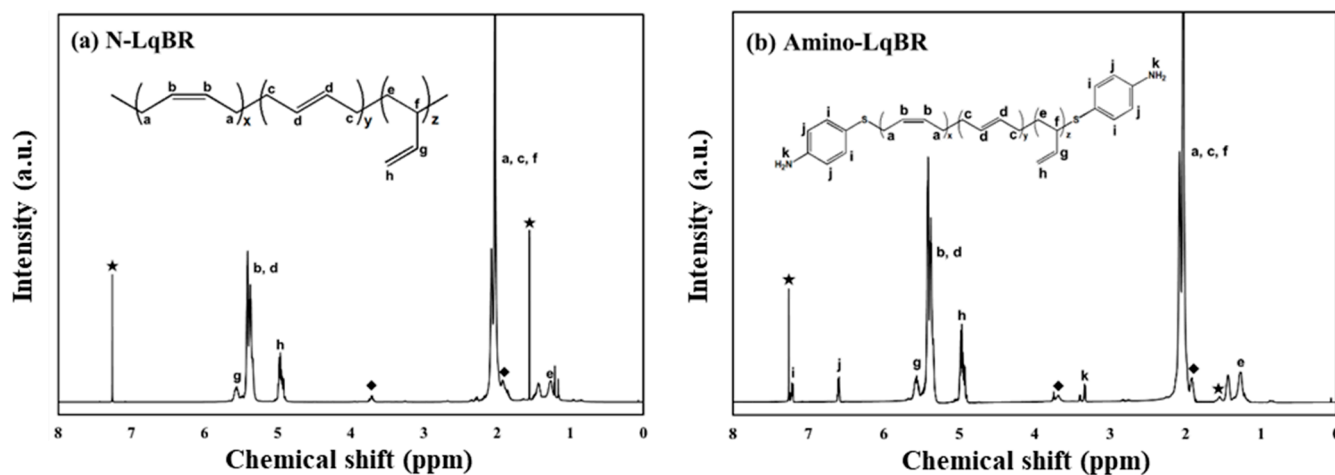 (a) N-LqBR
b b
c
d
e
f
a
a
x
d
c
y
z
g
h
a, c, f
★
★
b, d
h
g
◆
◆
e
Intensity (a.u.)
8 7 6 5 4 3 2 1 0
Chemical shift (ppm)
(b) Amino-LqBR
k
NH₂
j
i
j
i
S
b b
c
d
(e
f
z
S
i
j
k
H₂N
i
j
a
a
x
d
c
y
g
h
a, c, f
★
b, d
h
i
j
g
◆
k
◆
★
e
Intensity (a.u.)
8 7 6 5 4 3 2 1 0
Chemical shift (ppm)